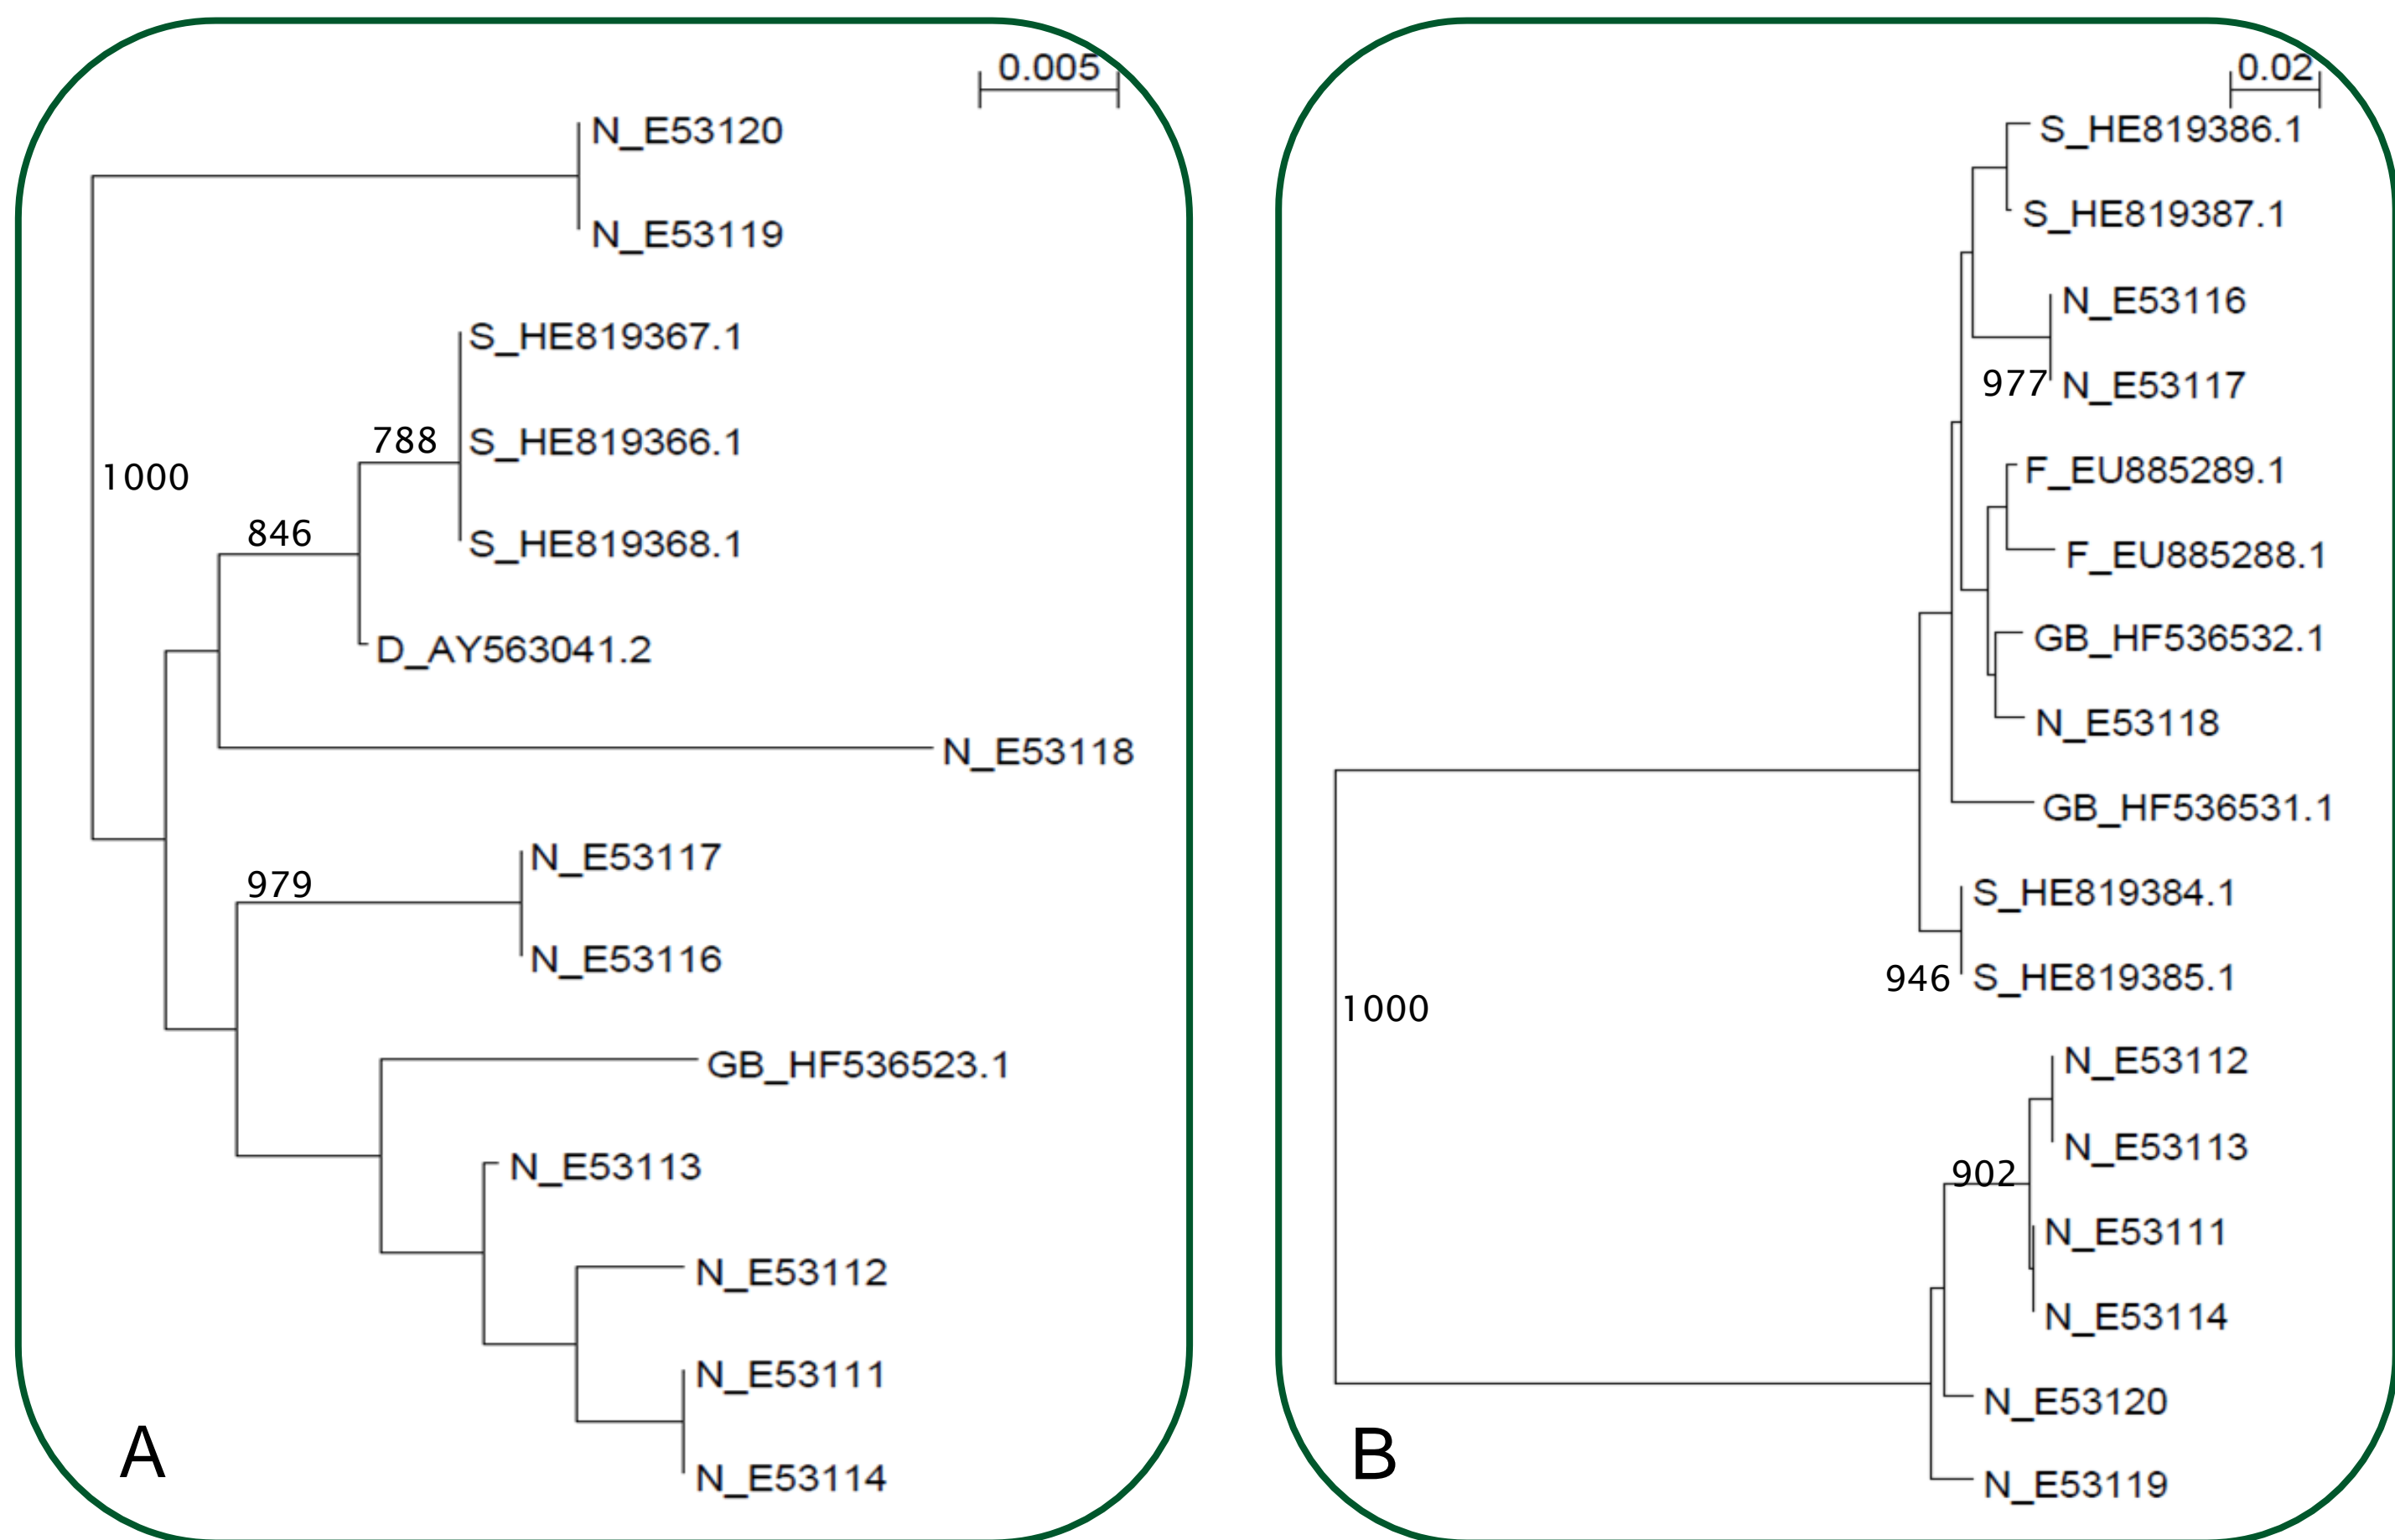 0.005
N_E53120
N_E53119
S_HE819367.1
788
S_HE819366.1
1000
846
S_HE819368.1
D_AY563041.2
N_E53118
N_E53117
979
N_E53116
GB_HF536523.1
N_E53113
N_E53112
N_E53111
A
N_E53114
0.02
S_HE819386.1
S_HE819387.1
N_E53116
977
N_E53117
F_EU885289.1
F_EU885288.1
GB_HF536532.1
N_E53118
GB_HF536531.1
S_HE819384.1
946
S_HE819385.1
1000
N_E53112
N_E53113
902
N_E53111
N_E53114
N_E53120
B
N_E53119